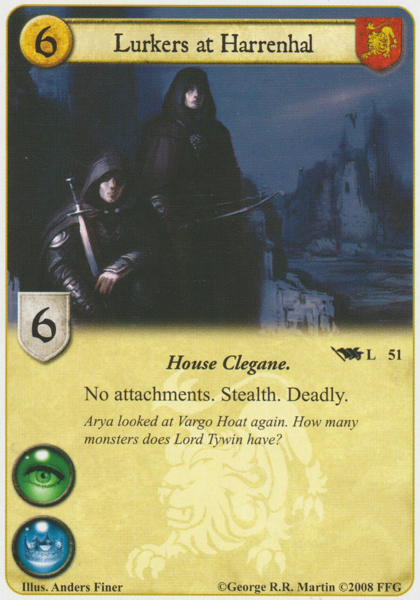 6
Lurkers at Harrenhal
6
House Clegane.
L 51
No attachments. Stealth. Deadly.
Arya looked at Vargo Hoat again. How many
monsters does Lord Tywin have?
Illus. Anders Finer
©George R.R. Martin ©2008 FFG